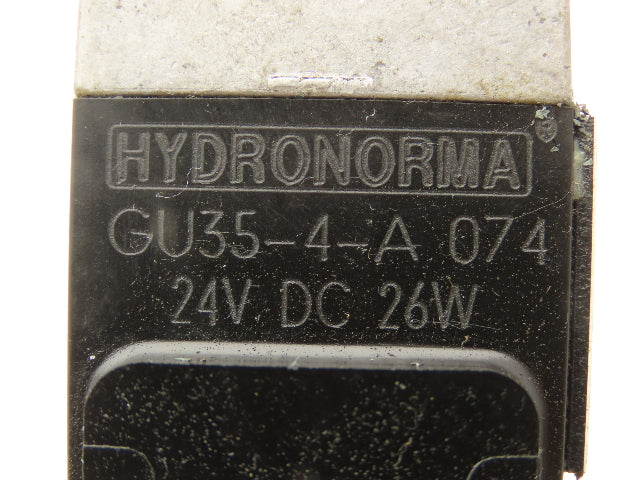 HYDRONORMA ®
GU35-4-A 074
24V DC 26W